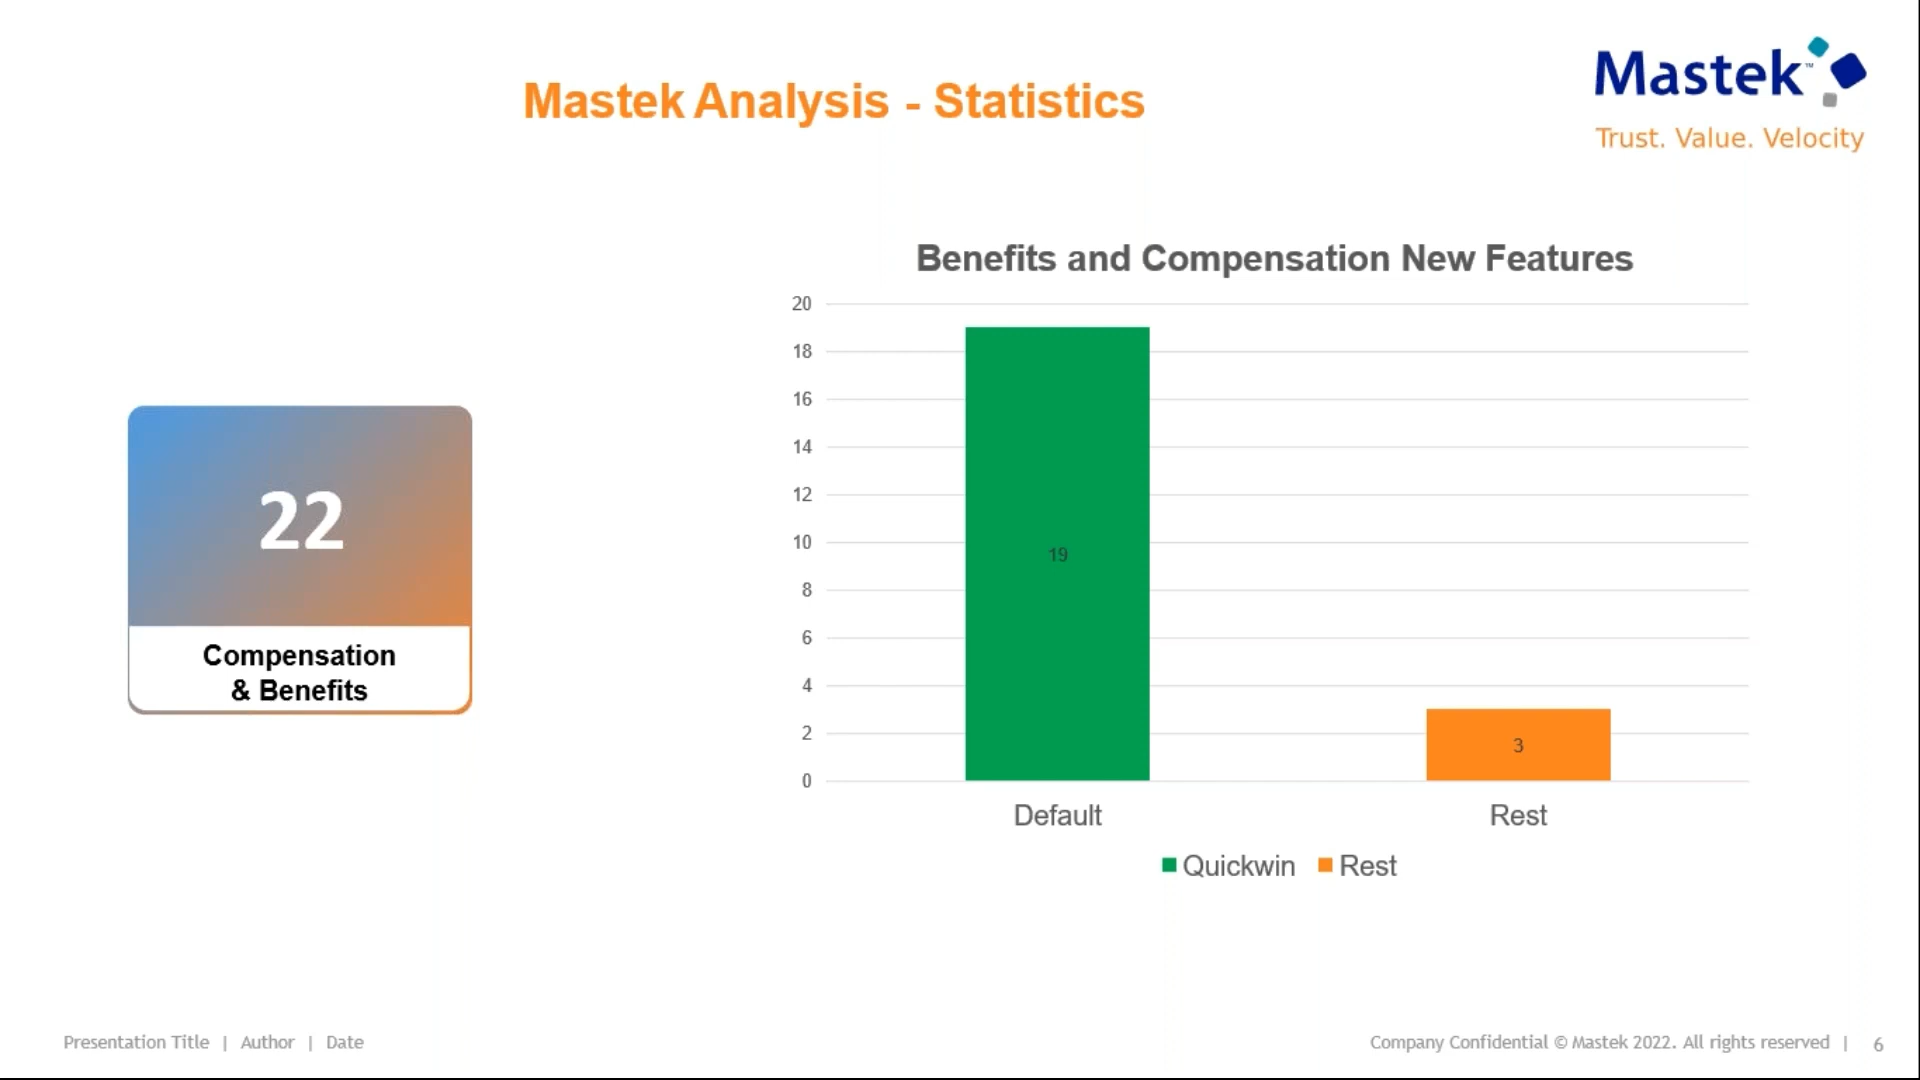 Mastek Analysis - Statistics
Mastek™
Trust. Value. Velocity
22
Compensation
& Benefits
Benefits and Compensation New Features
20
18
16
14
12
10
8
6
4
2
0
19
3
Default
Rest
Quickwin
Rest
Presentation Title | Author | Date
Company Confidential © Mastek 2022. All rights reserved | 6